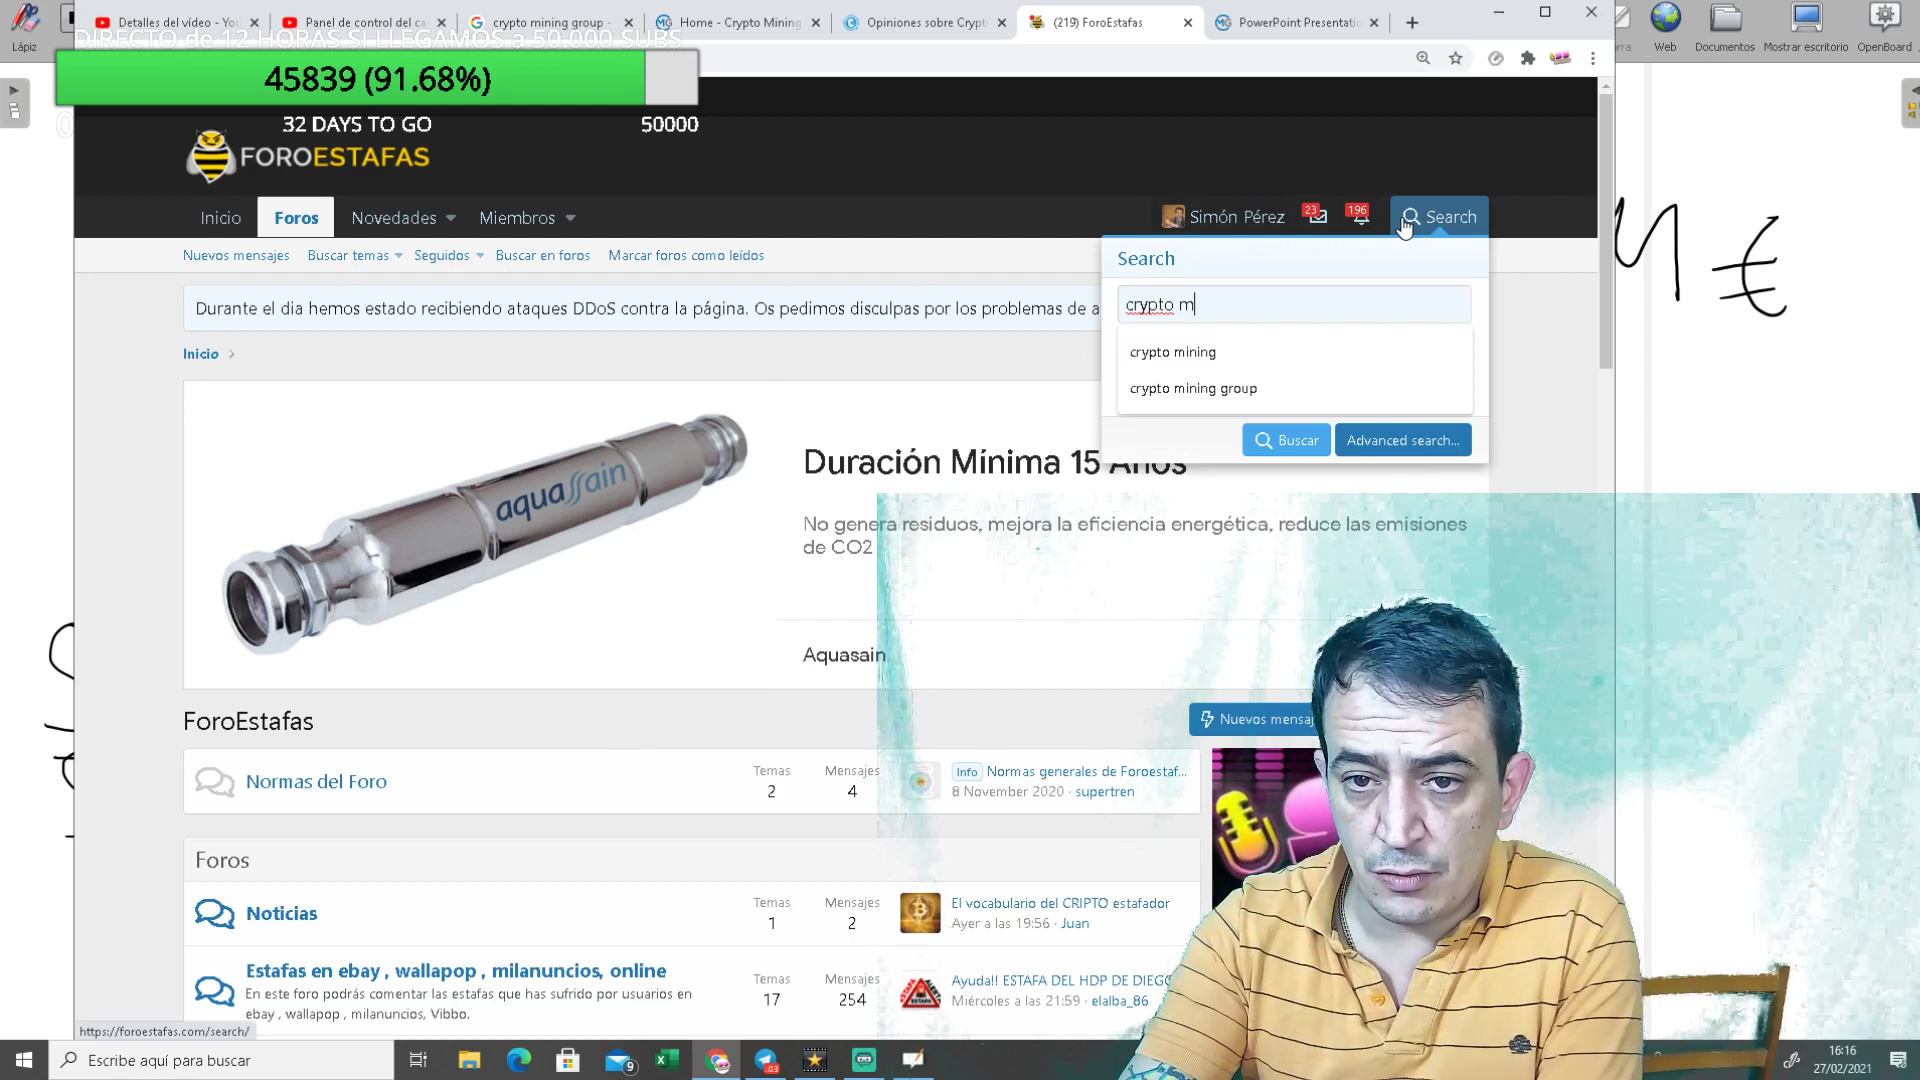 Lápiz
Detalles del vídeo - Yo
Panel de control del ca
crypto mining group -
Home - Crypto Mining
Opiniones sobre Crypt
(219) ForoEstafas
PowerPoint Presentati
Web
Documentos
Mostrar escritorio
OpenBoard
DIRECTO de 12 HORAS SI LLEGAMOS a 50.000 SUBS
45839 (91.68%)
32 DAYS TO GO
50000
FOROESTAFAS
Inicio
Foros
Novedades
Miembros
Simón Pérez
23
196
Search
Nuevos mensajes
Buscar temas
Seguidos
Buscar en foros
Marcar foros como leídos
Search
crypto m
crypto mining
crypto mining group
Buscar
Advanced search...
Durante el dia hemos estado recibiendo ataques DDoS contra la página. Os pedimos disculpas por los problemas de a
Inicio
aquassain
Duración Mínima 15 Años
No genera residuos, mejora la eficiencia energética, reduce las emisiones
de CO2
Aquasain
M €
ForoEstafas
Nuevos mensaj
Normas del Foro
Temas
2
Mensajes
4
Info Normas generales de Foroestaf...
8 November 2020 · supertren
Foros
Noticias
Temas
1
Mensajes
2
El vocabulario del CRIPTO estafador
Ayer a las 19:56 · Juan
Estafas en ebay , wallapop , milanuncios, online
En este foro podrás comentar las estafas que has sufrido por usuarios en
ebay , wallapop , milanuncios, Vibbo.
Temas
17
Mensajes
254
Ayuda!! ESTAFA DEL HDP DE DIEGO
Miércoles a las 21:59 · elalba_86
https://foroestafas.com/search/
Escribe aquí para buscar
9
16:16
27/02/2021